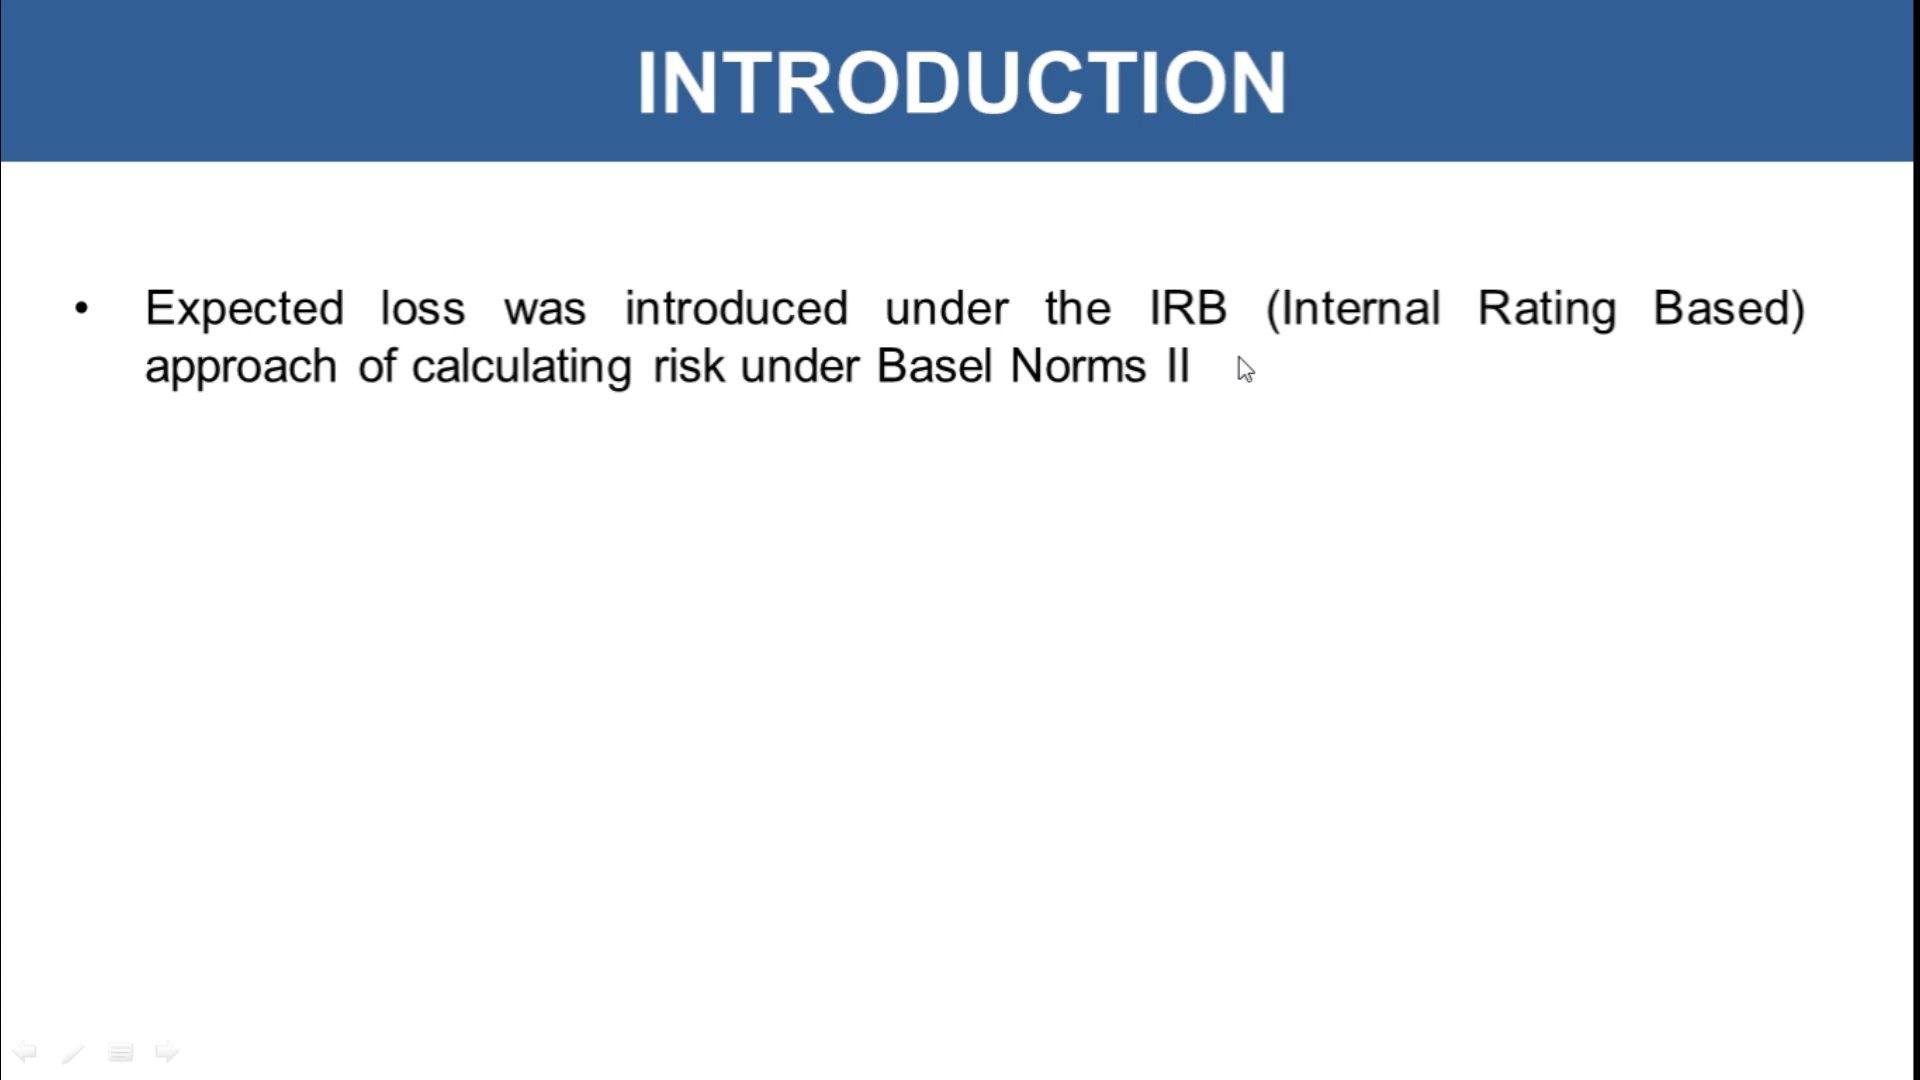 INTRODUCTION
• Expected loss was introduced under the IRB (Internal Rating Based)
approach of calculating risk under Basel Norms II